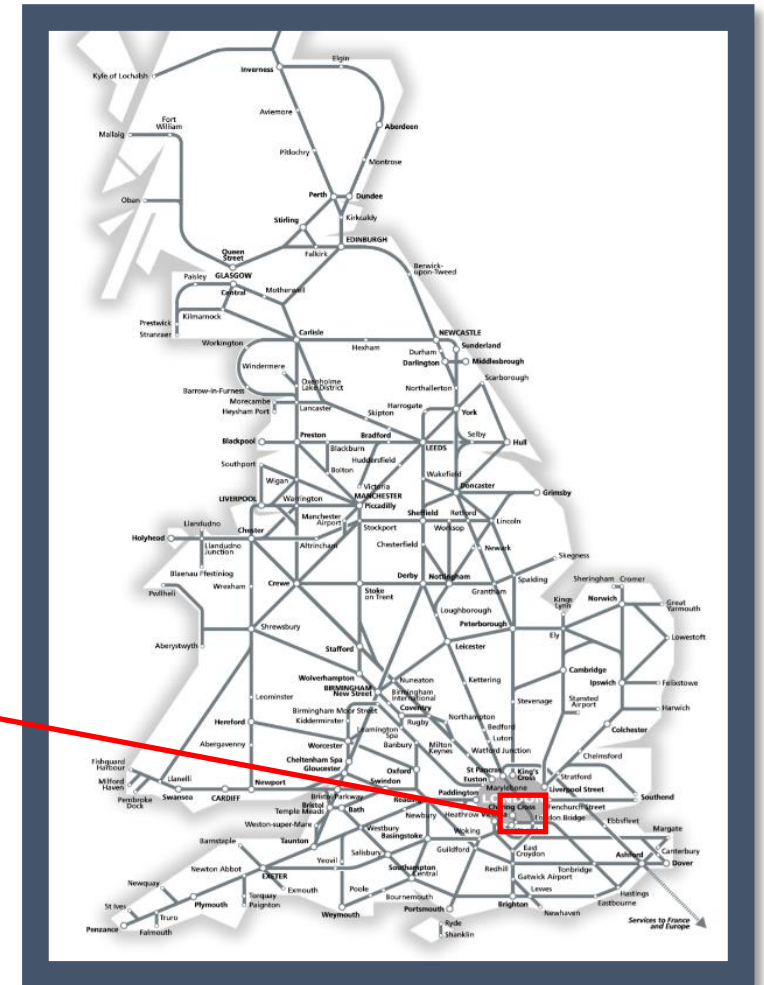 Elgin
Inverness
Kyle of Lochalsh
Aviemore
Fort
William
Mallaig
Aberdeen
Pitlochry
Montrose
Perth
Dundee
Oban
Stirling
Kirkcaldy
EDINBURGH
Queen
Street
Falkirk
GLASGOW
Central
Paisley
Motherwell
Berwick-
upon-Tweed
Kilmarnock
Prestwick
Stranraer
Carlisle
NEWCASTLE
Workington
Hexham
Durham
Sunderland
Darlington
Middlesbrough
Windermere
Oxenholme
Lake District
Northallerton
Scarborough
Barrow-in-Furness
Morecambe
Heysham Port
Lancaster
Harrogate
Skipton
York
Blackpool
Preston
Bradford
LEEDS
Selby
Hull
Blackburn
Huddersfield
Southport
Bolton
Wakefield
Wigan
Victoria
MANCHESTER
Piccadilly
Doncaster
Grimsby
LIVERPOOL
Warrington
Manchester
Airport
Stockport
Sheffield
Retford
Lincoln
Worksop
Llandudno
Chester
Holyhead
Llandudno
Junction
Altrincham
Chesterfield
Newark
Skegness
Blaenau Ffestiniog
Wrexham
Crewe
Stoke
on Trent
Derby
Nottingham
Grantham
Spalding
Sheringham
Cromer
Pwllheli
Kings
Lynn
Norwich
Great
Yarmouth
Loughborough
Shrewsbury
Peterborough
Ely
Lowestoft
Aberystwyth
Stafford
Leicester
Wolverhampton
BIRMINGHAM
New Street
Nuneaton
Birmingham
International
Kettering
Cambridge
Ipswich
Felixstowe
Leominster
Birmingham Moor Street
Kidderminster
Coventry
Rugby
Northampton
Stevenage
Stansted
Airport
Harwich
Hereford
Leamington
Spa
Bedford
Luton
Colchester
Abergavenny
Worcester
Banbury
Milton
Keynes
Watford Junction
Chelmsford
Cheltenham Spa
Gloucester
Oxford
St Pancras
Euston
King's
Cross
Stratford
Fishguard
Harbour
Milford
Haven
Pembroke
Dock
Llanelli
Swansea
CARDIFF
Newport
Swindon
Marylebone
Liverpool Street
Bristol Parkway
Bristol
Temple Meads
Bath
Reading
Paddington
Charing Cross
Fenchurch Street
Southend
Weston-super-Mare
Newbury
Heathrow
London Bridge
Ebbsfleet
Westbury
Basingstoke
Woking
Margate
Barnstaple
Taunton
Salisbury
Guildford
East
Croydon
Canterbury
Newton Abbot
Yeovil
Southampton
Central
Redhill
Gatwick Airport
Tonbridge
Ashford
Dover
Newquay
EXETER
Exmouth
Poole
Bournemouth
Lewes
Hastings
St Ives
Truro
Plymouth
Torquay
Paignton
Weymouth
Portsmouth
Brighton
Newhaven
Eastbourne
Penzance
Falmouth
Ryde
Shanklin
Services to France
and Europe